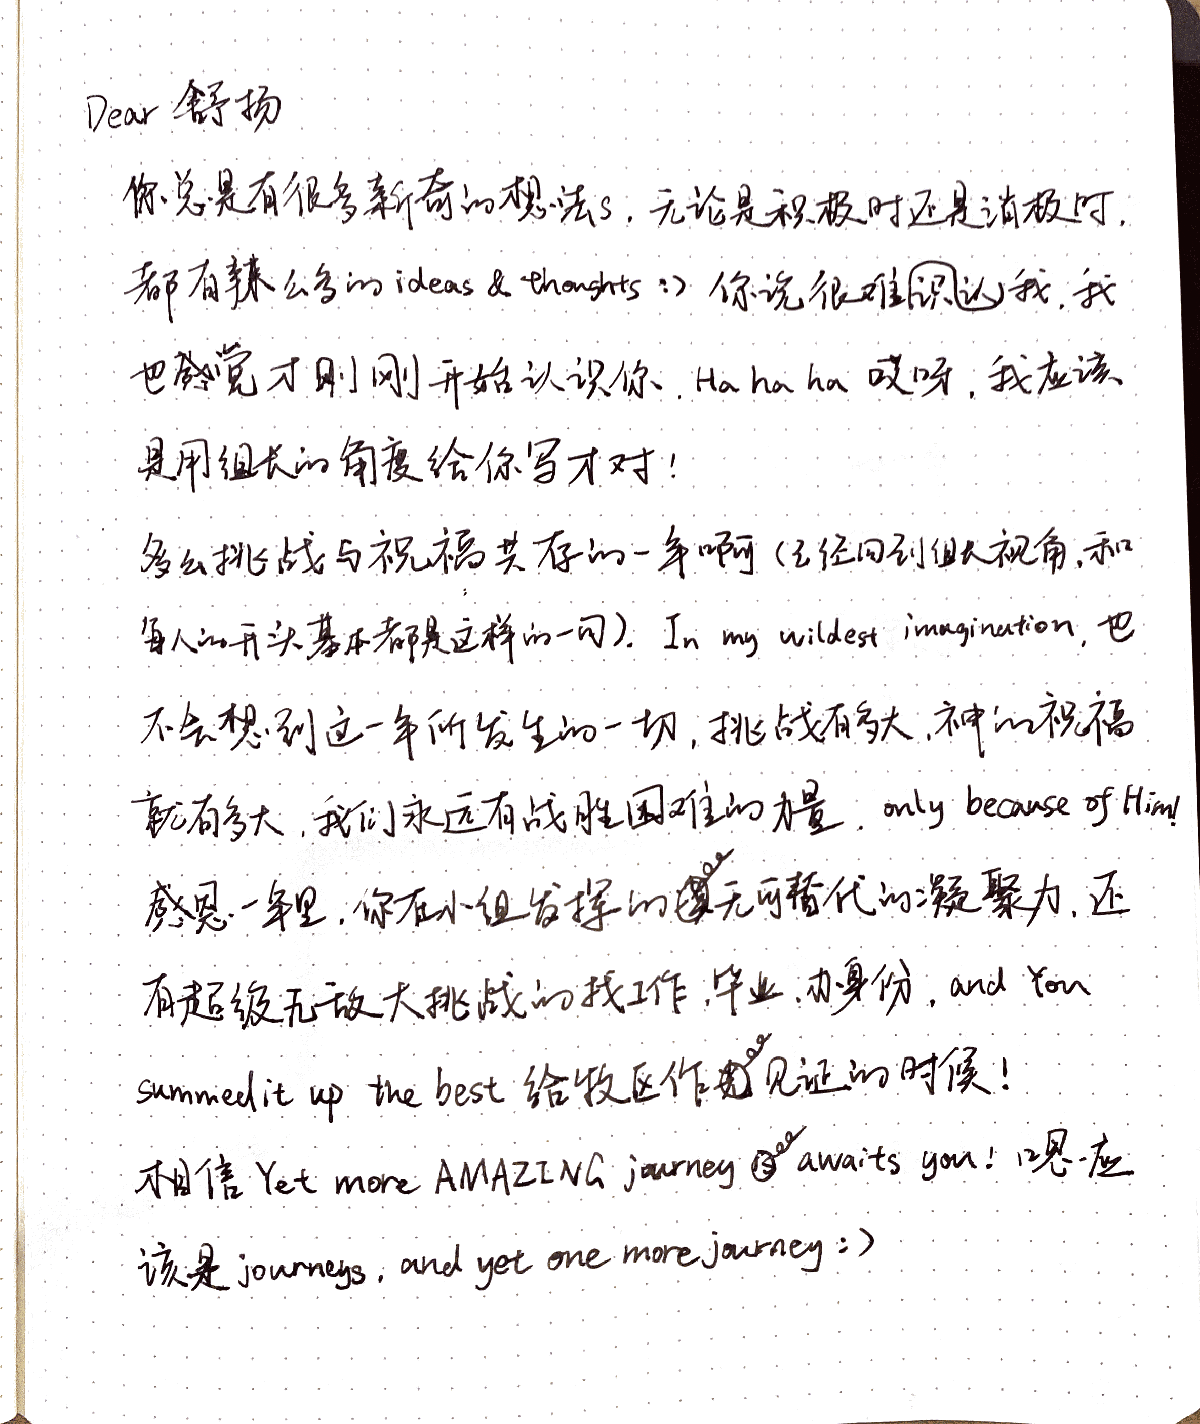 Dear 舒扬
你总是有很多新奇的想法s，无论是积极时还是消极时，
都有辣么多的ideas & thoughts :) 你说很难识认我，我
也感觉才刚刚开始认识你，Ha ha ha 哎呀，我应该
是用组长的角度给你写才对！
多么挑战与祝福共存的一年啊（已经回到组长视角，和
每人的开头基本都是这样的一句）. In my wildest imagination, 也
不会想到这一年所发生的一切，挑战有多大，神的祝福
就有多大，我们永远有战胜困难的力量，only because of Him!
感恩一年里，你在小组发挥的无可替代的凝聚力，还
有超级无敌大挑战的找工作，毕业，办身份，and You
summed it up the best 给牧区作见证的时候！
相信 Yet more AMAZING journey awaits you! 嗯，应
该是 journeys, and yet one more journey :)